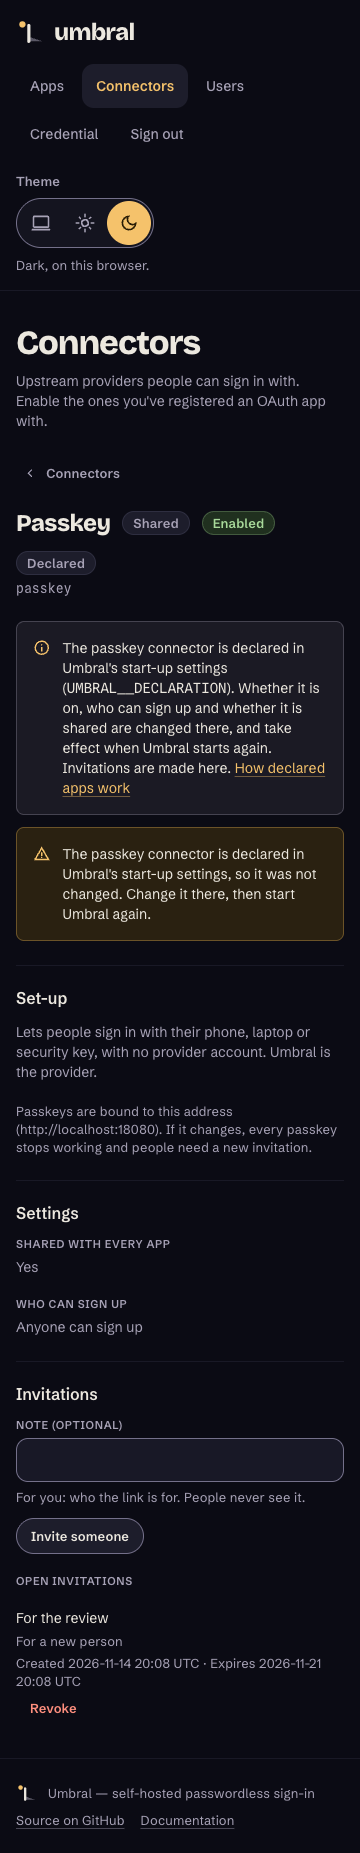 umbral
Apps Connectors Users
Credential Sign out
Theme
Dark, on this browser.
Connectors
Upstream providers people can sign in with.
Enable the ones you've registered an OAuth app
with.
Connectors
Passkey Shared Enabled
Declared
passkey
The passkey connector is declared in
Umbral's start-up settings
(UMBRAL__DECLARATION). Whether it is
on, who can sign up and whether it is
shared are changed there, and take
effect when Umbral starts again.
Invitations are made here. How declared
apps work
The passkey connector is declared in
Umbral's start-up settings, so it was not
changed. Change it there, then start
Umbral again.
Set-up
Lets people sign in with their phone, laptop or
security key, with no provider account. Umbral is
the provider.
Passkeys are bound to this address
(http://localhost:18080). If it changes, every passkey
stops working and people need a new invitation.
Settings
SHARED WITH EVERY APP
Yes
WHO CAN SIGN UP
Anyone can sign up
Invitations
NOTE (OPTIONAL)
For you: who the link is for. People never see it.
Invite someone
OPEN INVITATIONS
For the review
For a new person
Created 2026-11-14 20:08 UTC · Expires 2026-11-21
20:08 UTC
Revoke
Umbral — self-hosted passwordless sign-in
Source on GitHub Documentation